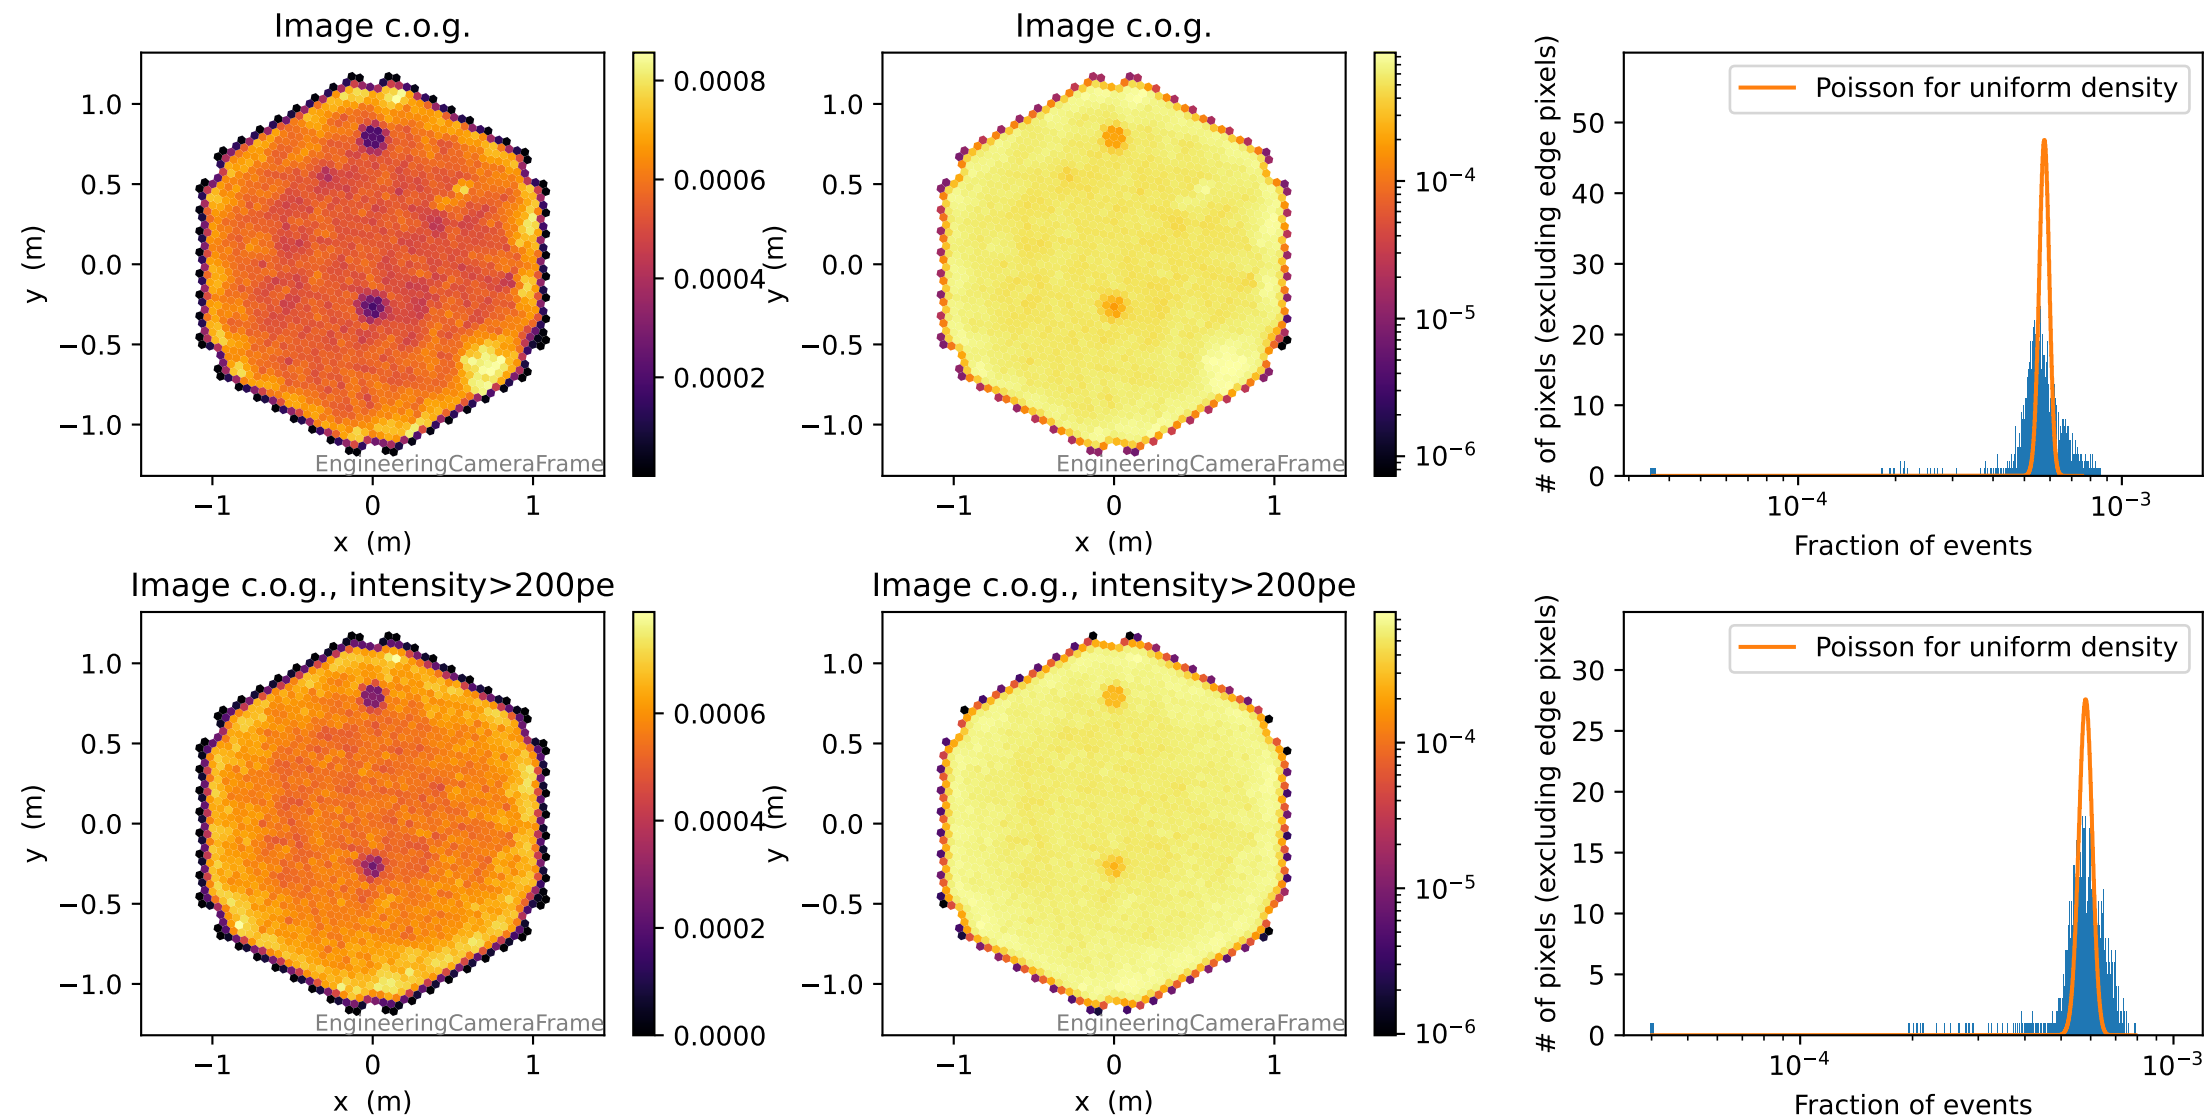 Image c.o.g.
1.0
0.5
0.0
−0.5
−1.0
y (m)
−1
0
1
x (m)
EngineeringCameraFrame
0.0008
0.0006
0.0004
0.0002
Image c.o.g.
1.0
0.5
0.0
−0.5
−1.0
y (m)
−1
0
1
x (m)
EngineeringCameraFrame
10−4
10−5
10−6
Poisson for uniform density
50
40
30
20
10
0
# of pixels (excluding edge pixels)
10−4
10−3
Fraction of events
Image c.o.g., intensity>200pe
1.0
0.5
0.0
−0.5
−1.0
y (m)
−1
0
1
x (m)
EngineeringCameraFrame
0.0006
0.0004
0.0002
0.0000
Image c.o.g., intensity>200pe
1.0
0.5
0.0
−0.5
−1.0
y (m)
−1
0
1
x (m)
EngineeringCameraFrame
10−4
10−5
10−6
Poisson for uniform density
30
25
20
15
10
5
0
# of pixels (excluding edge pixels)
10−4
10−3
Fraction of events